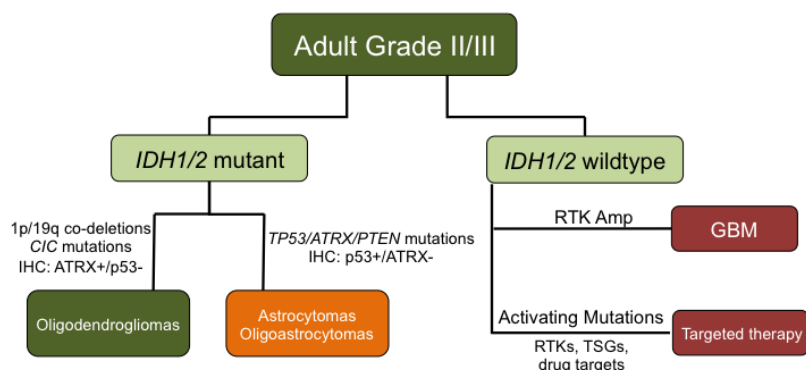 Adult Grade II/III
IDH1/2 mutant
IDH1/2 wildtype
1p/19q co-deletions
CIC mutations
IHC: ATRX+/p53-
TP53/ATRX/PTEN mutations
IHC: p53+/ATRX-
RTK Amp
GBM
Oligodendrogliomas
Astrocytomas
Oligoastrocytomas
Activating Mutations
RTKs, TSGs,
drug targets
Targeted therapy